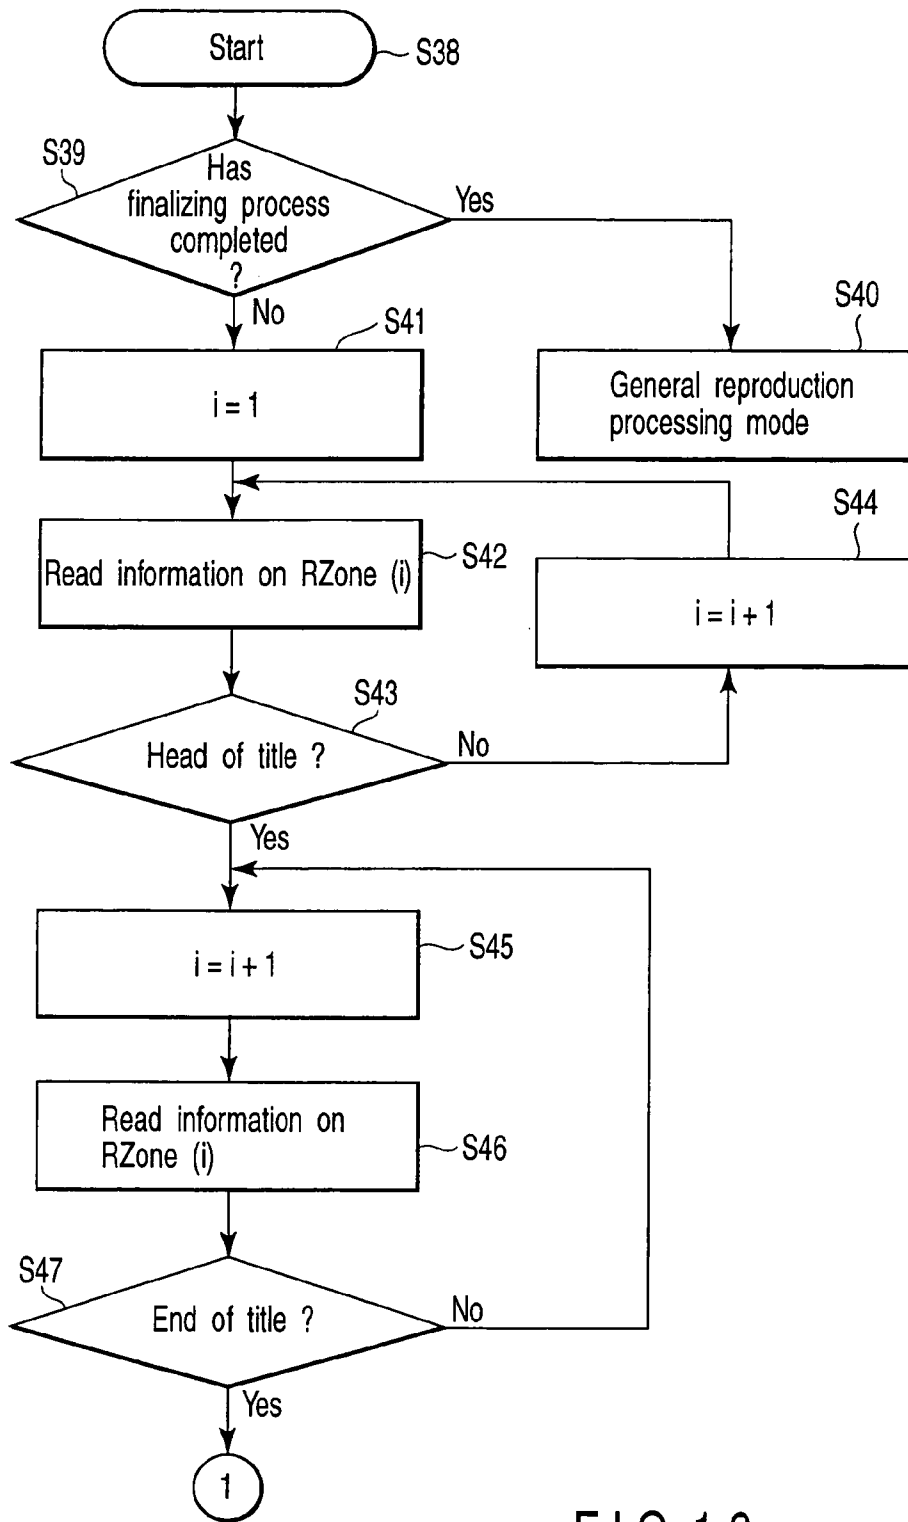 Start
S38
S39
Has
finalizing process
completed
?
Yes
No
S41
S40
i = 1
General reproduction
processing mode
S44
Read information on RZone (i)
S42
i = i + 1
S43
Head of title ?
No
Yes
i = i + 1
S45
Read information on
RZone (i)
S46
S47
End of title ?
No
Yes
1